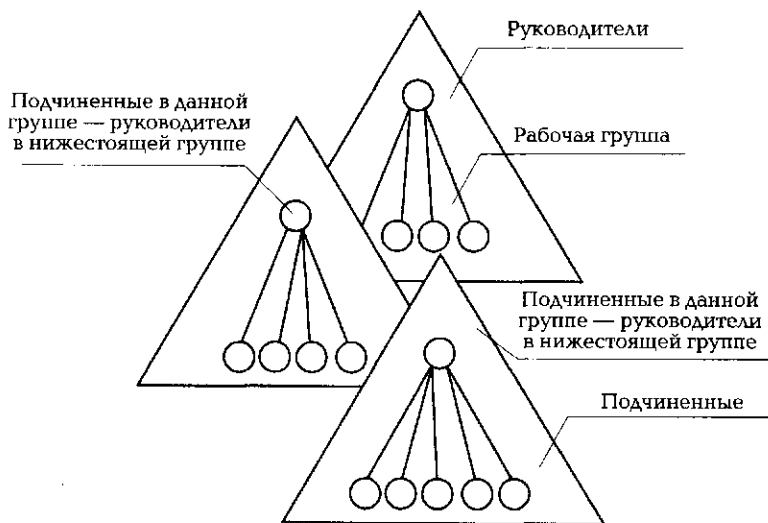 Руководители
Подчиненные в данной
группе — руководители
в нижестоящей группе
Рабочая группа
Подчиненные в данной
группе — руководители
в нижестоящей группе
Подчиненные